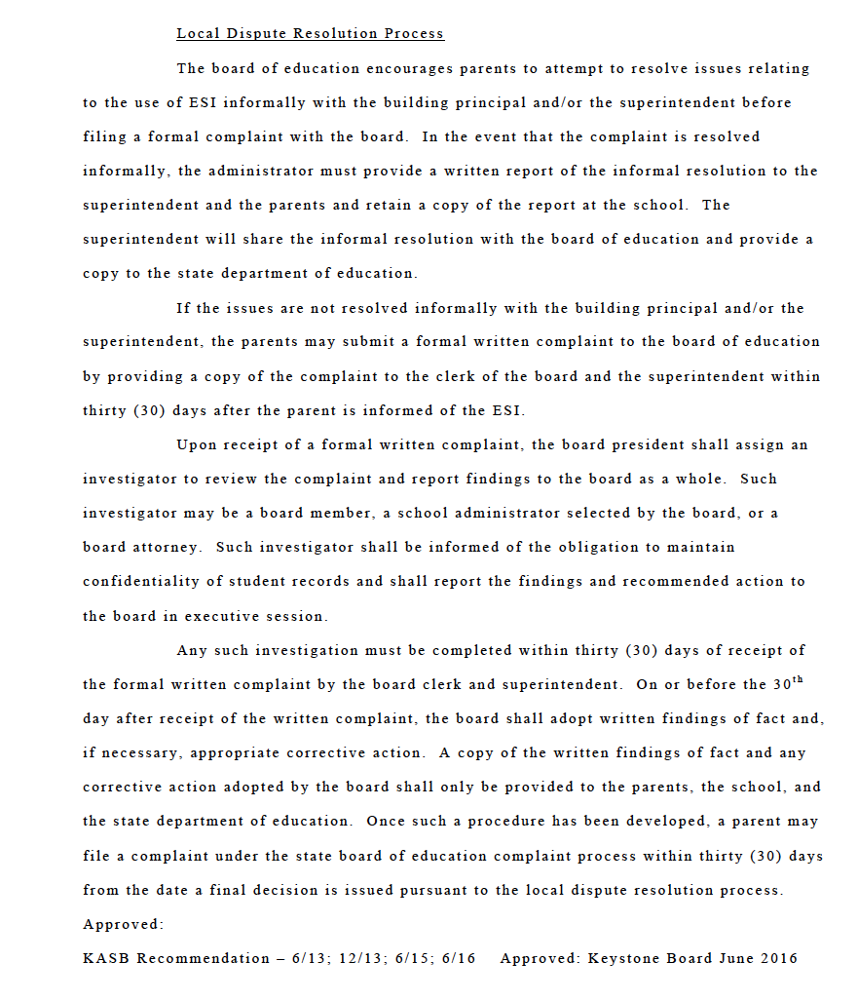 Local Dispute Resolution Process
The board of education encourages parents to attempt to resolve issues relating
to the use of ESI informally with the building principal and/or the superintendent before
filing a formal complaint with the board.  In the event that the complaint is resolved
informally, the administrator must provide a written report of the informal resolution to the
superintendent and the parents and retain a copy of the report at the school.  The
superintendent will share the informal resolution with the board of education and provide a
copy to the state department of education.
If the issues are not resolved informally with the building principal and/or the
superintendent, the parents may submit a formal written complaint to the board of education
by providing a copy of the complaint to the clerk of the board and the superintendent within
thirty (30) days after the parent is informed of the ESI.
Upon receipt of a formal written complaint, the board president shall assign an
investigator to review the complaint and report findings to the board as a whole.  Such
investigator may be a board member, a school administrator selected by the board, or a
board attorney.  Such investigator shall be informed of the obligation to maintain
confidentiality of student records and shall report the findings and recommended action to
the board in executive session.
Any such investigation must be completed within thirty (30) days of receipt of
the formal written complaint by the board clerk and superintendent.  On or before the 30th
day after receipt of the written complaint, the board shall adopt written findings of fact and,
if necessary, appropriate corrective action.  A copy of the written findings of fact and any
corrective action adopted by the board shall only be provided to the parents, the school, and
the state department of education.  Once such a procedure has been developed, a parent may
file a complaint under the state board of education complaint process within thirty (30) days
from the date a final decision is issued pursuant to the local dispute resolution process.
Approved:
KASB Recommendation – 6/13; 12/13; 6/15; 6/16    Approved: Keystone Board June 2016